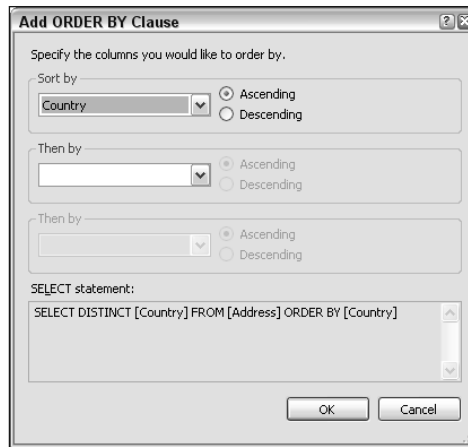 Add ORDER BY Clause
Specify the columns you would like to order by.
Sort by
Country
Ascending
Descending
Then by
Ascending
Descending
Then by
Ascending
Descending
SELECT statement:
SELECT DISTINCT [Country] FROM [Address] ORDER BY [Country]
OK
Cancel